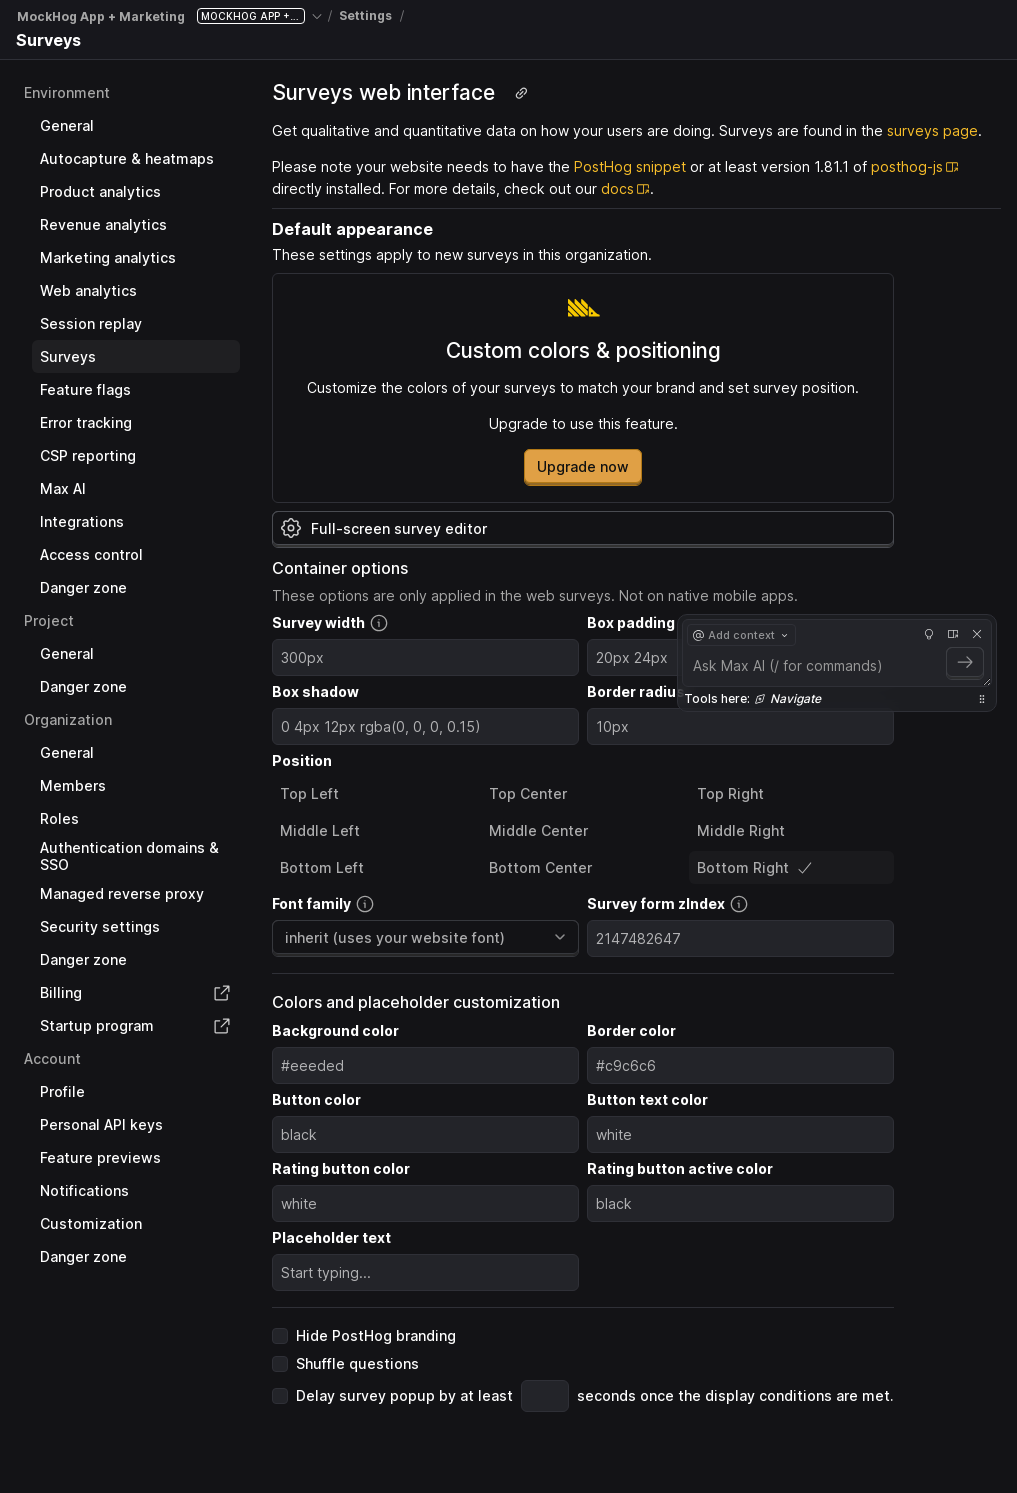 MockHog App + Marketing MOCKHOG APP +... / Settings /
Surveys
Environment
General
Autocapture & heatmaps
Product analytics
Revenue analytics
Marketing analytics
Web analytics
Session replay
Surveys
Feature flags
Error tracking
CSP reporting
Max AI
Integrations
Access control
Danger zone
Project
General
Danger zone
Organization
General
Members
Roles
Authentication domains &
SSO
Managed reverse proxy
Security settings
Danger zone
Billing
Startup program
Account
Profile
Personal API keys
Feature previews
Notifications
Customization
Danger zone
Surveys web interface
Get qualitative and quantitative data on how your users are doing. Surveys are found in the surveys page.
Please note your website needs to have the PostHog snippet or at least version 1.81.1 of posthog-js
directly installed. For more details, check out our docs.
Default appearance
These settings apply to new surveys in this organization.
Custom colors & positioning
Customize the colors of your surveys to match your brand and set survey position.
Upgrade to use this feature.
Upgrade now
Full-screen survey editor
Container options
These options are only applied in the web surveys. Not on native mobile apps.
Survey width Box padding
300px 20px 24px
Box shadow Border radius
0 4px 12px rgba(0, 0, 0, 0.15) 10px
@ Add context
Ask Max AI (/ for commands)
Tools here: Navigate
Position
Top Left Top Center Top Right
Middle Left Middle Center Middle Right
Bottom Left Bottom Center Bottom Right
Font family Survey form zIndex
inherit (uses your website font) 2147482647
Colors and placeholder customization
Background color Border color
#eeeded #c9c6c6
Button color Button text color
black white
Rating button color Rating button active color
white black
Placeholder text
Start typing...
Hide PostHog branding
Shuffle questions
Delay survey popup by at least seconds once the display conditions are met.